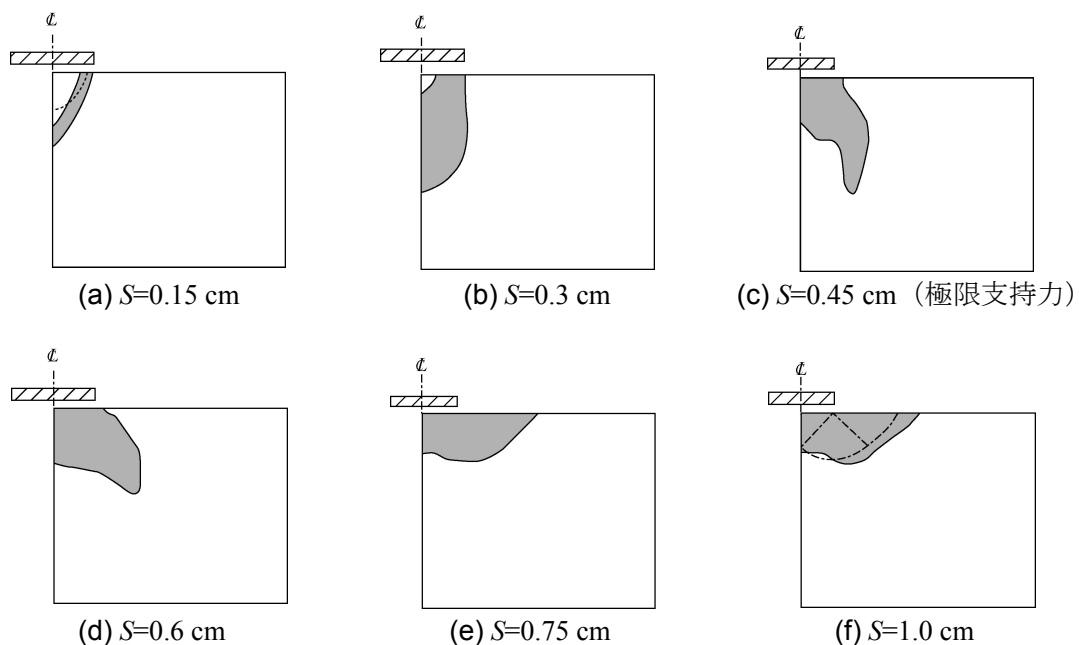 ℄
℄
℄
(a) S=0.15 cm
(b) S=0.3 cm
(c) S=0.45 cm（極限支持力）
℄
℄
℄
(d) S=0.6 cm
(e) S=0.75 cm
(f) S=1.0 cm